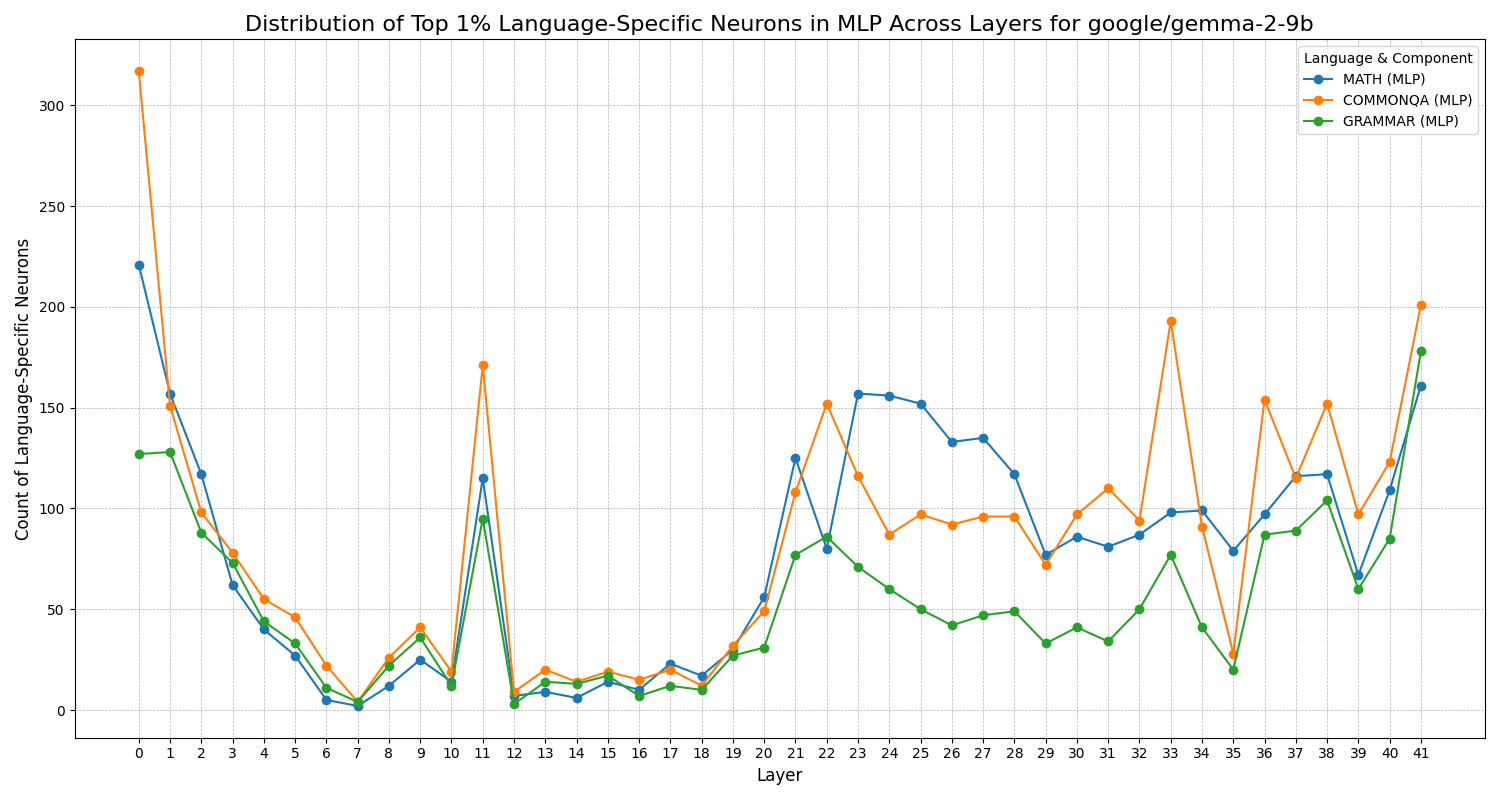 Distribution of Top 1% Language-Specific Neurons in MLP Across Layers for google/gemma-2-9b
Language & Component
MATH (MLP)
COMMONQA (MLP)
GRAMMAR (MLP)
Count of Language-Specific Neurons
300
250
200
150
100
50
0
0 1 2 3 4 5 6 7 8 9 10 11 12 13 14 15 16 17 18 19 20 21 22 23 24 25 26 27 28 29 30 31 32 33 34 35 36 37 38 39 40 41
Layer